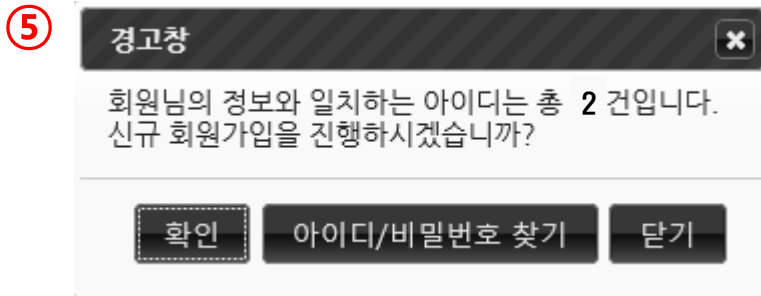 ⑤
경고창
회원님의 정보와 일치하는 아이디는 총 2 건입니다.
신규 회원가입을 진행하시겠습니까?
확인 아이디/비밀번호 찾기 닫기